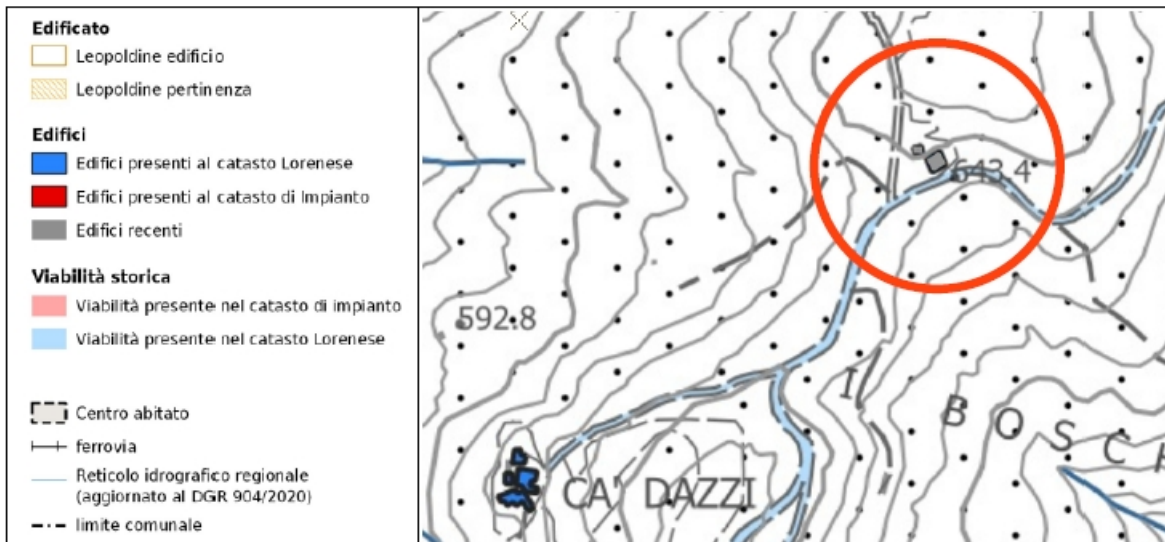 Edificato
Leopoldine edificio
Leopoldine pertinenza
Edifici
Edifici presenti al catasto Lorenese
Edifici presenti al catasto di Impianto
Edifici recenti
Viabilità storica
Viabilità presente nel catasto di impianto
Viabilità presente nel catasto Lorenese
Centro abitato
ferrovia
Reticolo idrografico regionale
(aggiornato al DGR 904/2020)
limite comunale
643.4
592.8
I BOSC
CA' DAZZI